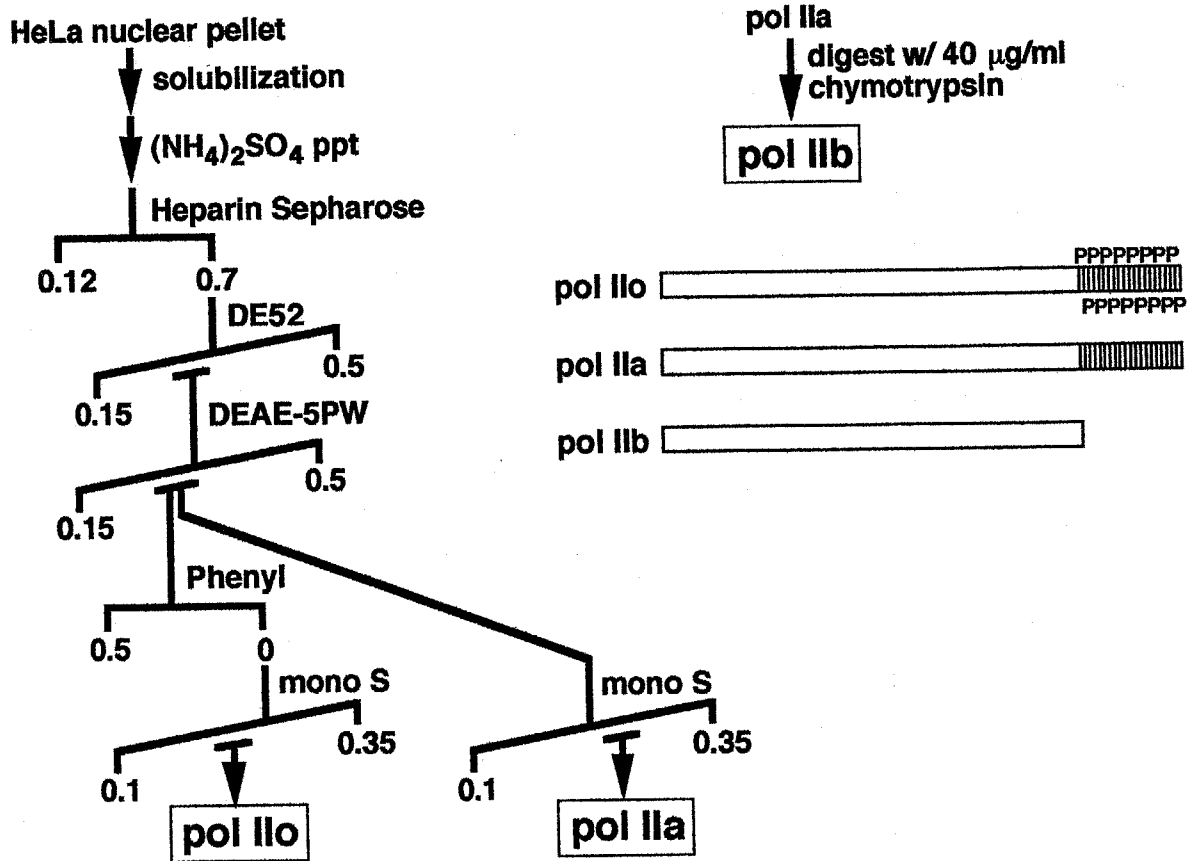 HeLa nuclear pellet
solubilization
(NH4)2SO4 ppt
Heparin Sepharose
0.12
0.7
DE52
0.15
0.5
DEAE-5PW
0.15
0.5
Phenyl
0.5
0
mono S
0.1
0.35
pol IIo
mono S
0.1
0.35
pol IIa
pol IIa
digest w/ 40 µg/ml
chymotrypsin
pol IIb
PPPPPPPP
pol IIo
PPPPPPPP
pol IIa
pol IIb